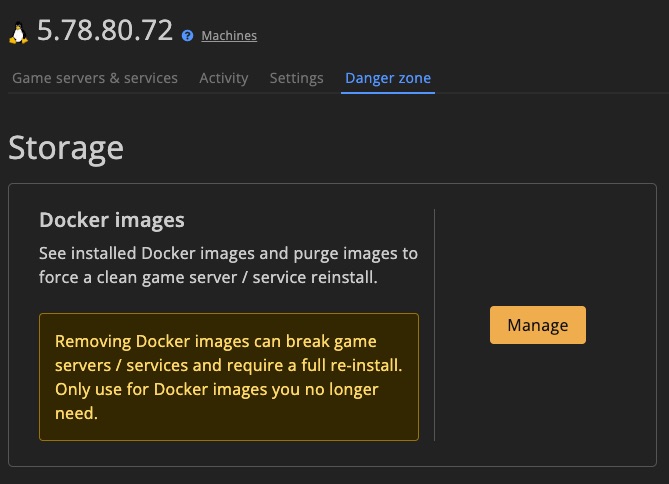 5.78.80.72 ? Machines
Game servers & services Activity Settings Danger zone
Storage
Docker images
See installed Docker images and purge images to
force a clean game server / service reinstall.
Removing Docker images can break game
servers / services and require a full re-install.
Only use for Docker images you no longer
need.
Manage